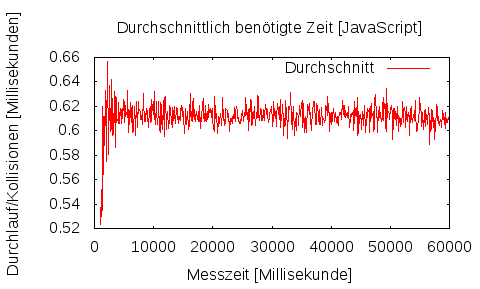 Durchschnittlich benötigte Zeit [JavaScript]
Durchlauf/Kollisionen [Millisekunden]
0.66
0.64
0.62
0.6
0.58
0.56
0.54
0.52
Durchschnitt
0 10000 20000 30000 40000 50000 60000
Messzeit [Millisekunde]